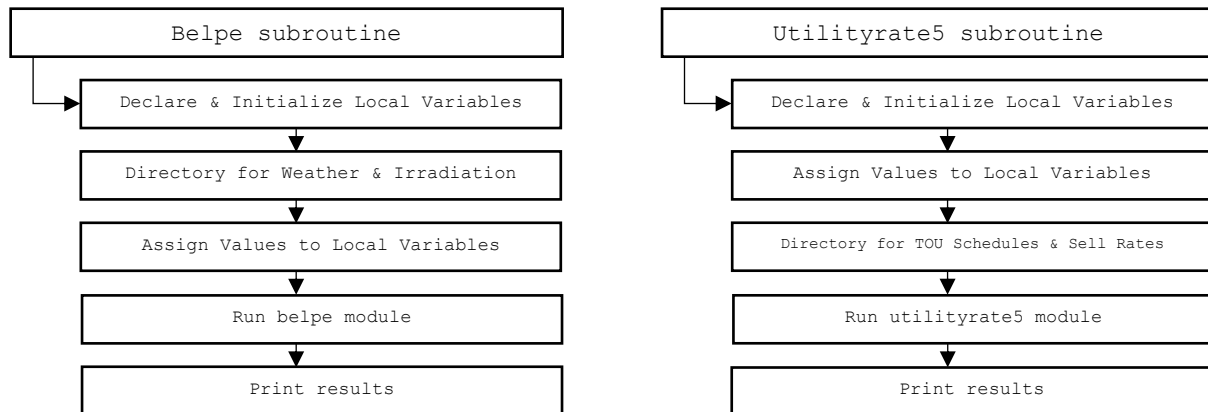 Belpe subroutine
Declare & Initialize Local Variables
Directory for Weather & Irradiation
Assign Values to Local Variables
Run belpe module
Print results
Utilityrate5 subroutine
Declare & Initialize Local Variables
Assign Values to Local Variables
Directory for TOU Schedules & Sell Rates
Run utilityrate5 module
Print results